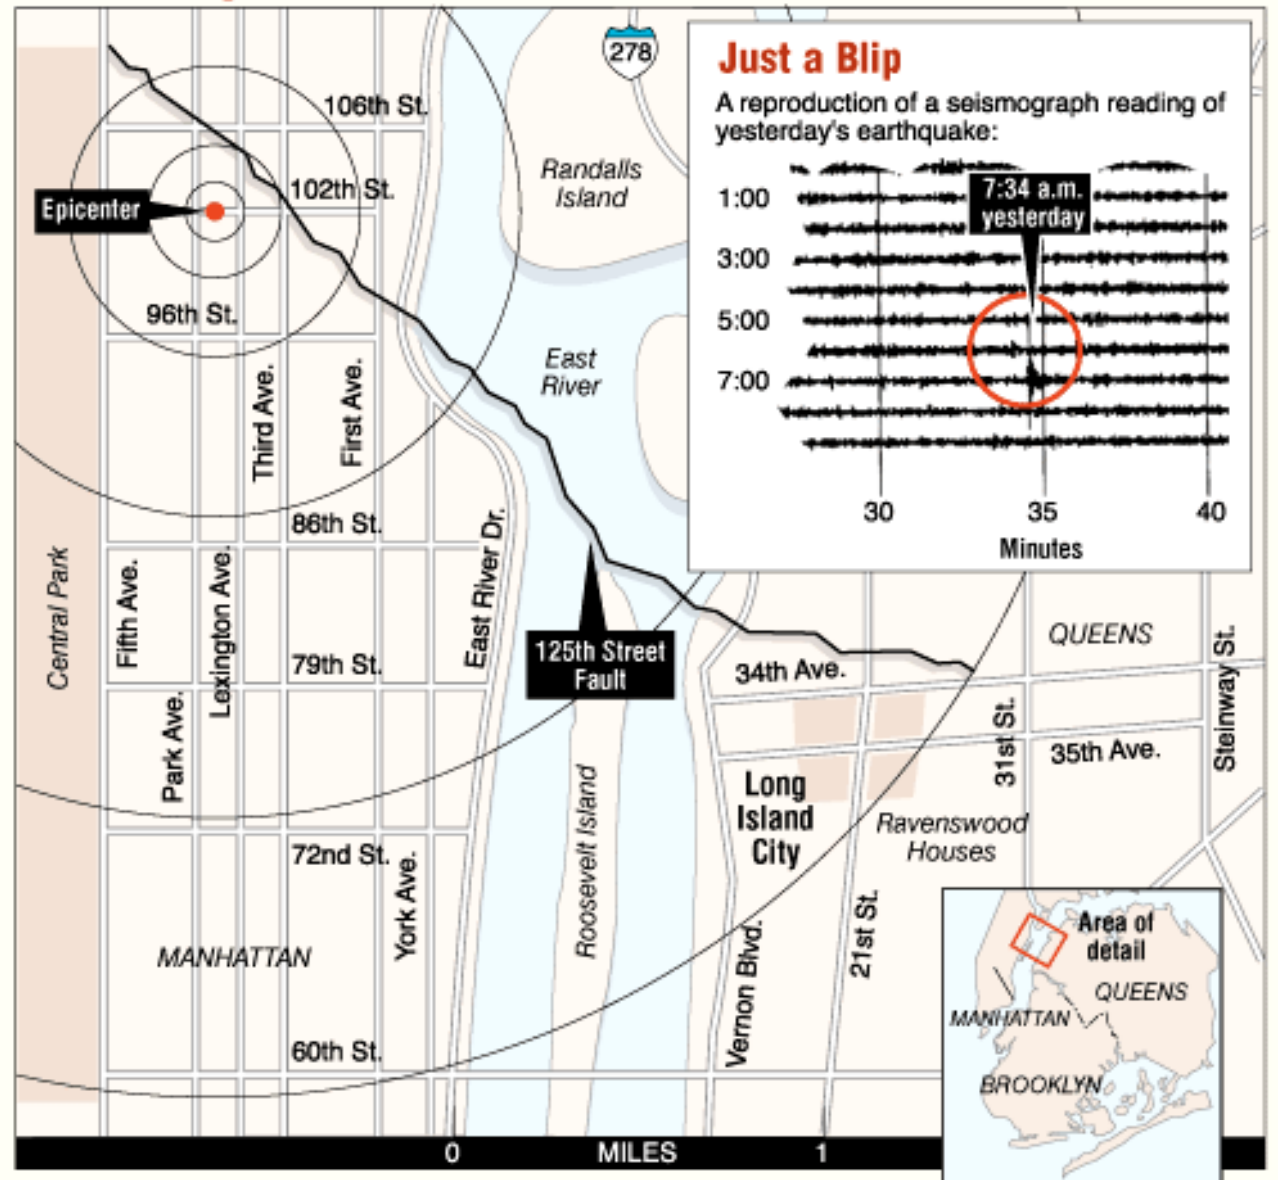 278
106th St.
102th St.
Epicenter
96th St.
Randalls
Island
East
River
Third Ave.
First Ave.
86th St.
East River Dr.
Central Park
Fifth Ave.
Lexington Ave.
79th St.
Park Ave.
125th Street
Fault
72nd St.
York Ave.
Roosevelt Island
MANHATTAN
60th St.
34th Ave.
QUEENS
Steinway St.
31st St.
35th Ave.
Long
Island
City
Ravenswood
Houses
21st St.
Vernon Blvd.
0 MILES 1
Just a Blip
A reproduction of a seismograph reading of
yesterday's earthquake:
7:34 a.m.
yesterday
1:00
3:00
5:00
7:00
30 35 40
Minutes
Area of
detail
QUEENS
MANHATTAN
BROOKLYN